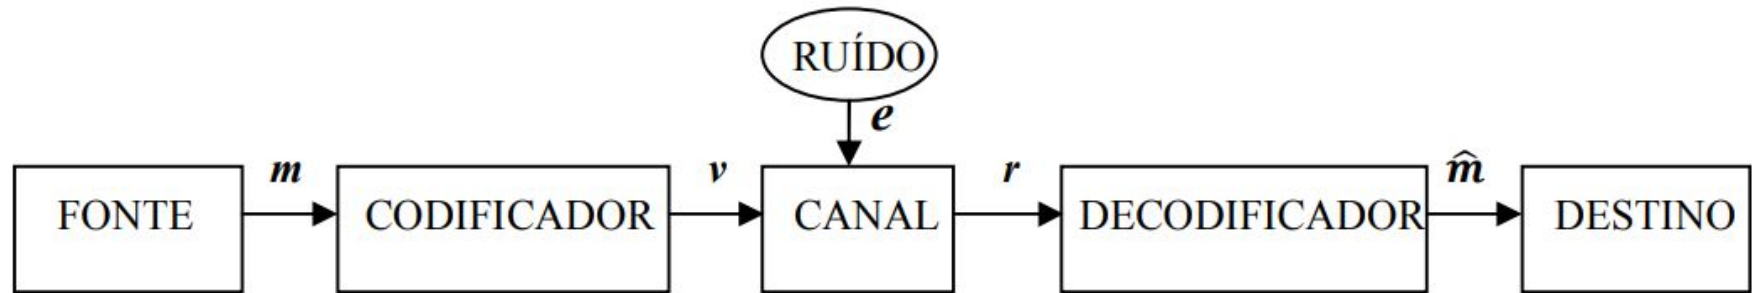 RUÍDO
e
m
v
r
m̂
FONTE
CODIFICADOR
CANAL
DECODIFICADOR
DESTINO